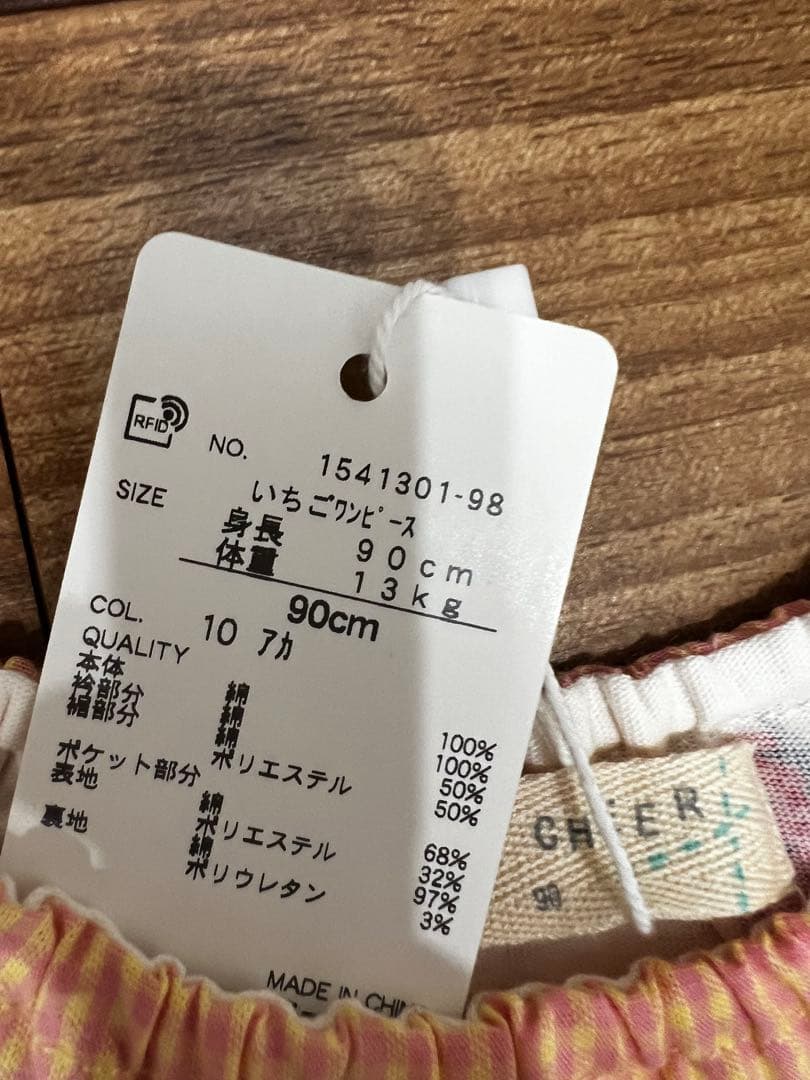 RFID
NO. 1541301-98
いちごﾜﾝﾋﾟｰｽ
SIZE 身長 90cm
体重 13kg
90cm
COL. 10 ｱｶ
QUALITY
本体 綿 100%
衿部分 綿 100%
裾部分 綿 50%
ポリエステル 50%
ポケット部分
表地 綿 68%
ポリエステル 32%
裏地 綿 97%
ポリウレタン 3%
MADE IN
CHEER
90